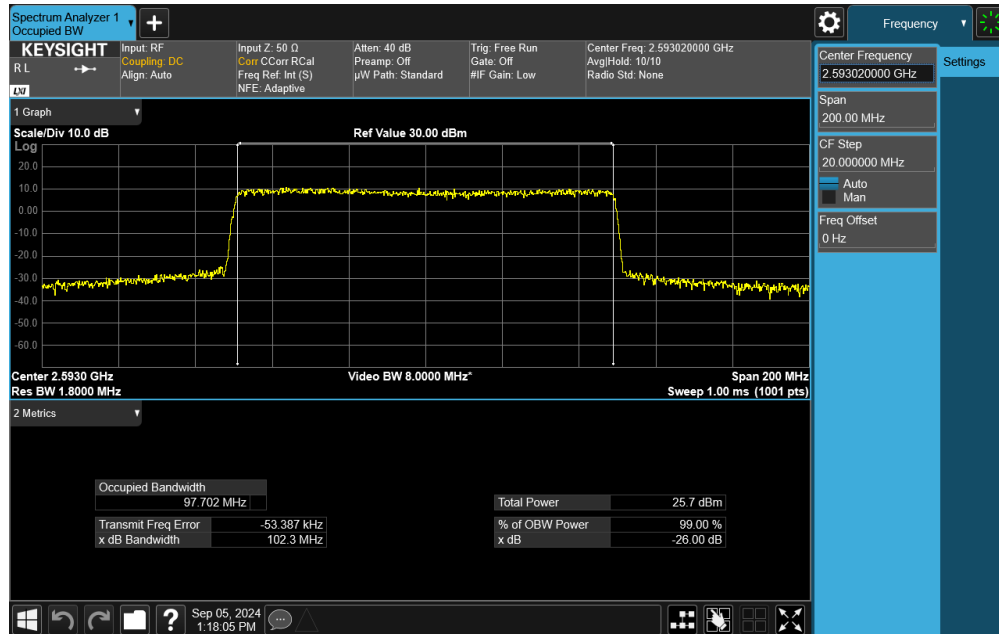 Spectrum Analyzer 1
Occupied BW
Frequency
KEYSIGHT
RL
LXI
Input: RF
Coupling: DC
Align: Auto
Input Z: 50 Ω
Corr CCorr RCal
Freq Ref: Int (S)
NFE: Adaptive
Atten: 40 dB
Preamp: Off
µW Path: Standard
Trig: Free Run
Gate: Off
#IF Gain: Low
Center Freq: 2.593020000 GHz
Avg|Hold: 10/10
Radio Std: None
Center Frequency
2.593020000 GHz
Settings
Span
200.00 MHz
CF Step
20.000000 MHz
Auto
Man
Freq Offset
0 Hz
1 Graph
Scale/Div 10.0 dB
Ref Value 30.00 dBm
Log
20.0
10.0
0.00
-10.0
-20.0
-30.0
-40.0
-50.0
-60.0
Center 2.5930 GHz
Video BW 8.0000 MHz*
Span 200 MHz
Res BW 1.8000 MHz
Sweep 1.00 ms (1001 pts)
2 Metrics
Occupied Bandwidth
97.702 MHz
Total Power 25.7 dBm
Transmit Freq Error -53.387 kHz
% of OBW Power 99.00 %
x dB Bandwidth 102.3 MHz
x dB -26.00 dB
Sep 05, 2024
1:18:05 PM